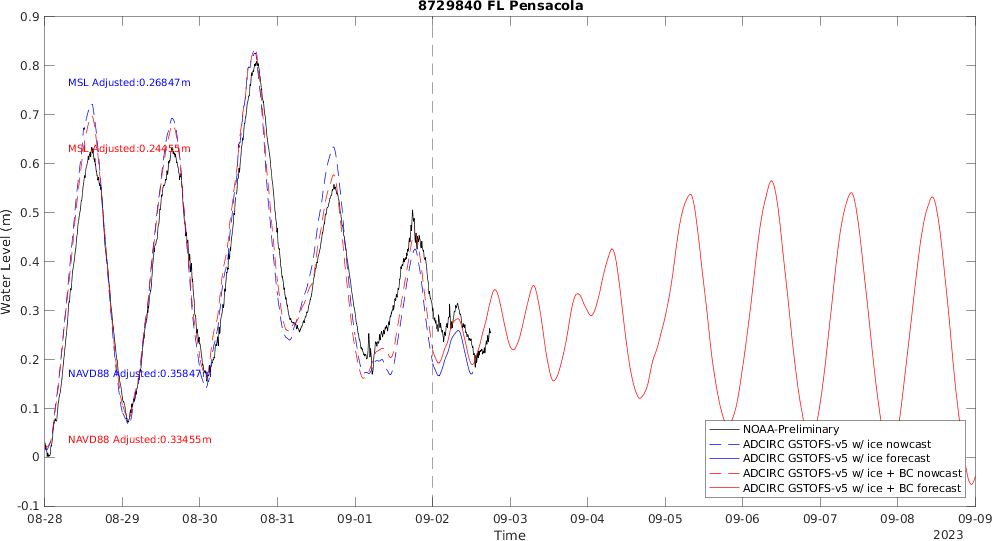 8729840 FL Pensacola
0.9
0.8
0.7
0.6
0.5
0.4
0.3
0.2
0.1
0
-0.1
Water Level (m)
MSL Adjusted:0.26847m
MSL Adjusted:0.24455m
NAVD88 Adjusted:0.35847m
NAVD88 Adjusted:0.33455m
NOAA-Preliminary
ADCIRC GSTOFS-v5 w/ ice nowcast
ADCIRC GSTOFS-v5 w/ ice forecast
ADCIRC GSTOFS-v5 w/ ice + BC nowcast
ADCIRC GSTOFS-v5 w/ ice + BC forecast
08-28 08-29 08-30 08-31 09-01 09-02 09-03 09-04 09-05 09-06 09-07 09-08 09-09
Time
2023